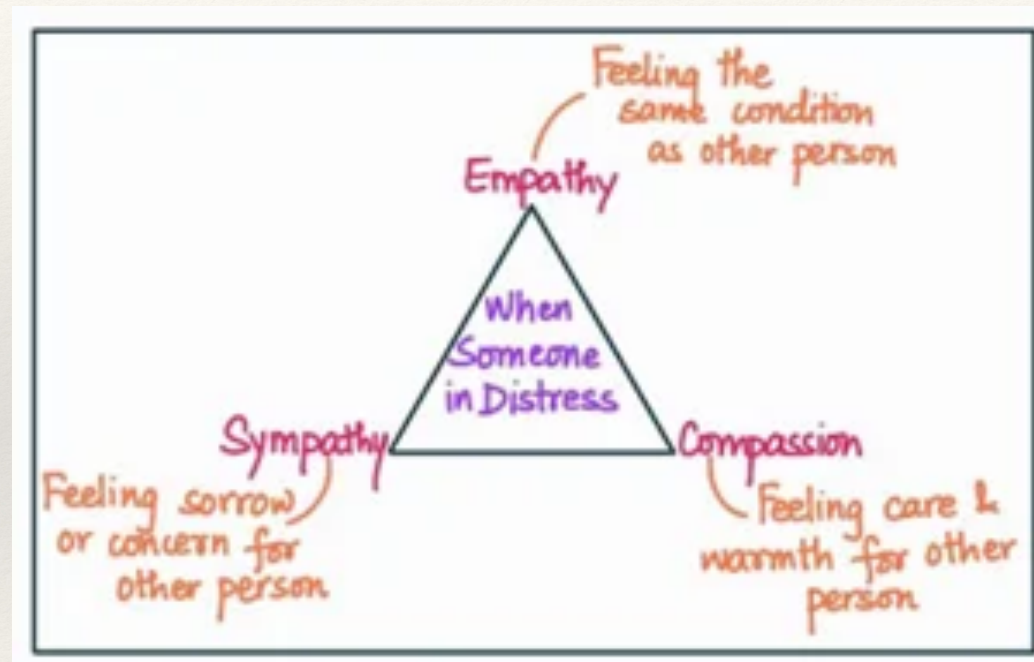 Feeling the
same condition
as other person
Empathy
When
Someone
in Distress
Sympathy
Compassion
Feeling sorrow
or concern for
other person
Feeling care &
warmth for other
person